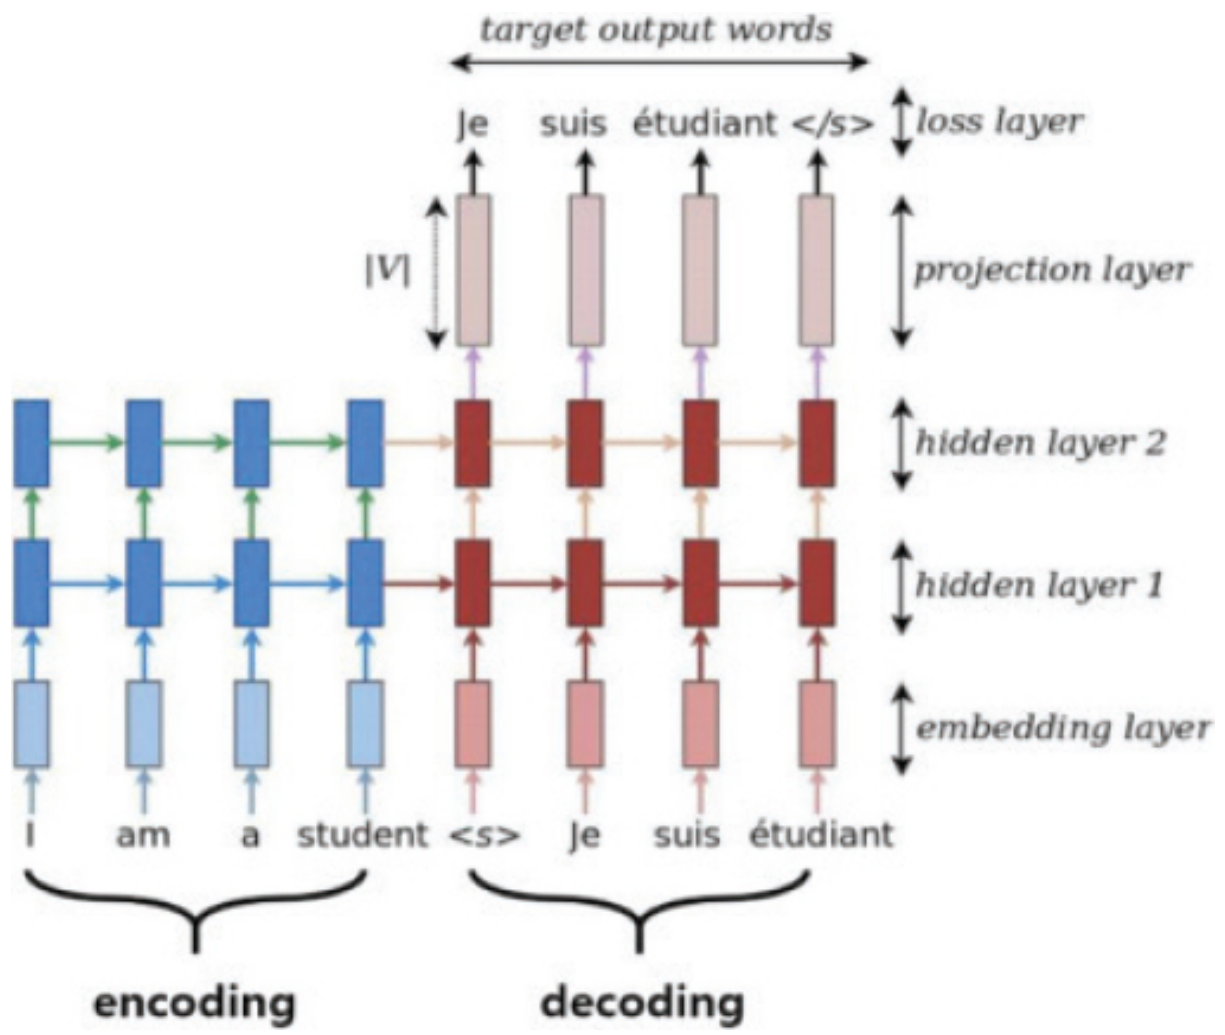 target output words
Je suis étudiant </s> loss layer
|V| projection layer
hidden layer 2
hidden layer 1
embedding layer
I am a student <s> Je suis étudiant
encoding decoding